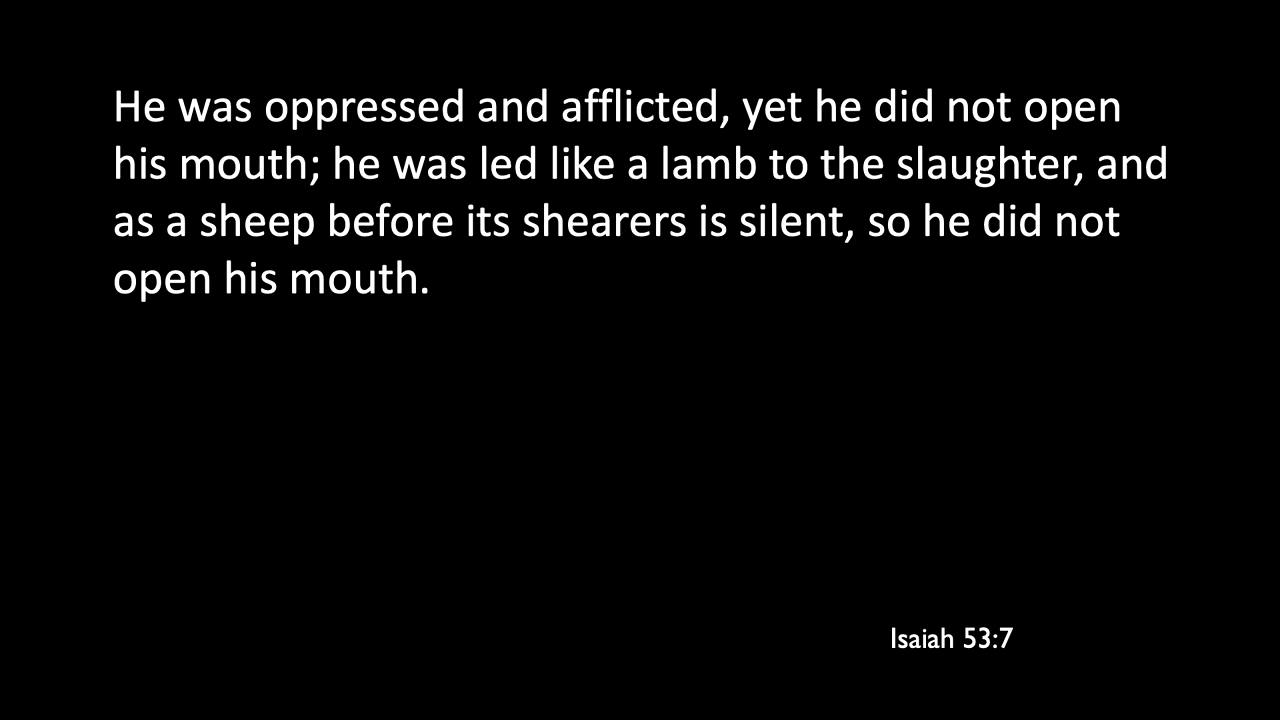 He was oppressed and afflicted, yet he did not open
his mouth; he was led like a lamb to the slaughter, and
as a sheep before its shearers is silent, so he did not
open his mouth.
Isaiah 53:7